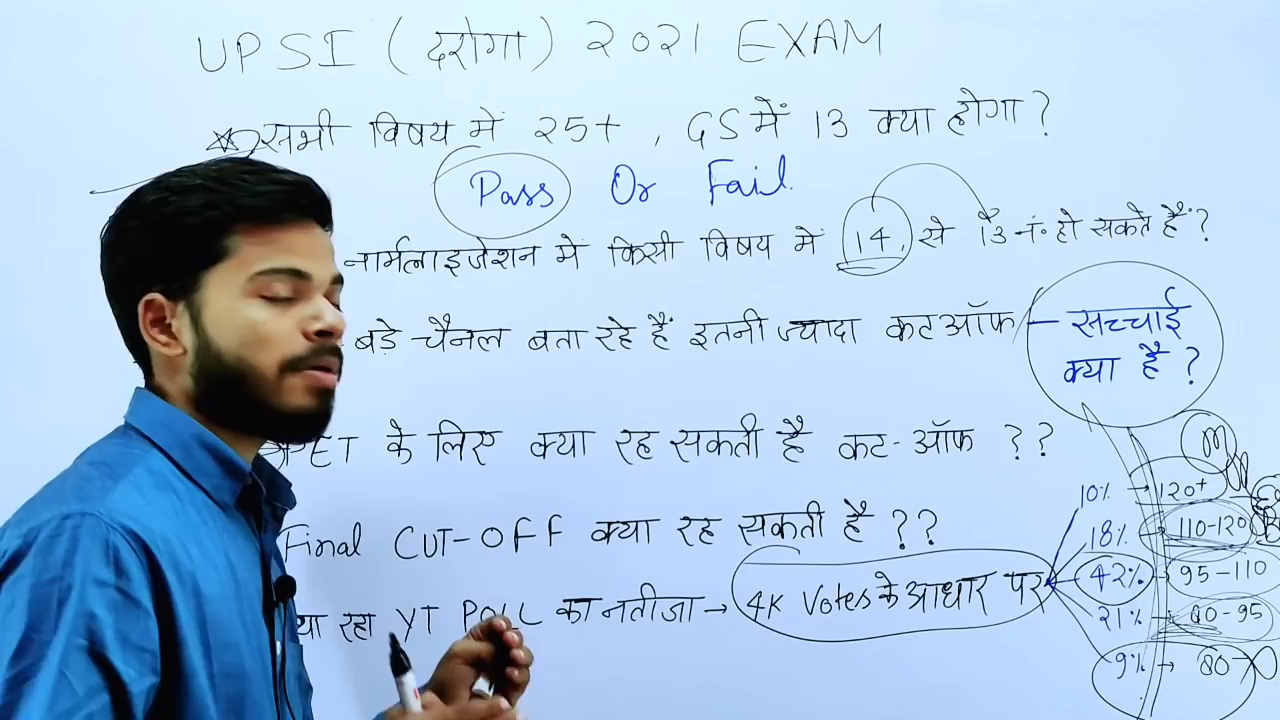 UPSI (दरोगा) 2021 EXAM
सभी विषय में 25+, GS में 13 क्या होगा?
Pass Or Fail
नार्मलाइजेशन में किसी विषय में 14 से 13 नं० हो सकते हैं?
बड़े चैनल बता रहे हैं इतनी ज्यादा कटऑफ - सच्चाई
क्या है?
PET के लिए क्या रह सकती है कट-ऑफ ??
Final CUT-OFF क्या रह सकती है ??
या रहा YT POLL का नतीजा → 4K Votes के आधार पर
10% → 120+
18% → 110-120
42% → 95-110
21% → 80-95
9% → 80